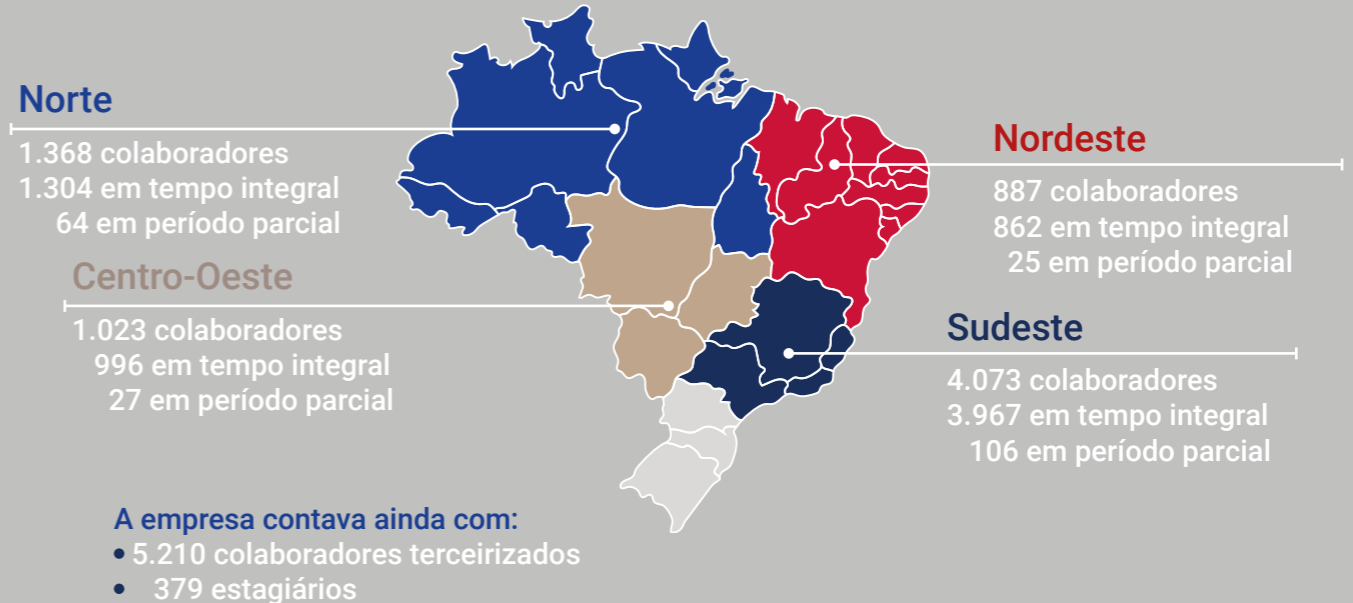 Norte
1.368 colaboradores
1.304 em tempo integral
64 em período parcial
Centro-Oeste
1.023 colaboradores
996 em tempo integral
27 em período parcial
Nordeste
887 colaboradores
862 em tempo integral
25 em período parcial
Sudeste
4.073 colaboradores
3.967 em tempo integral
106 em período parcial
A empresa contava ainda com:
• 5.210 colaboradores terceirizados
• 379 estagiários